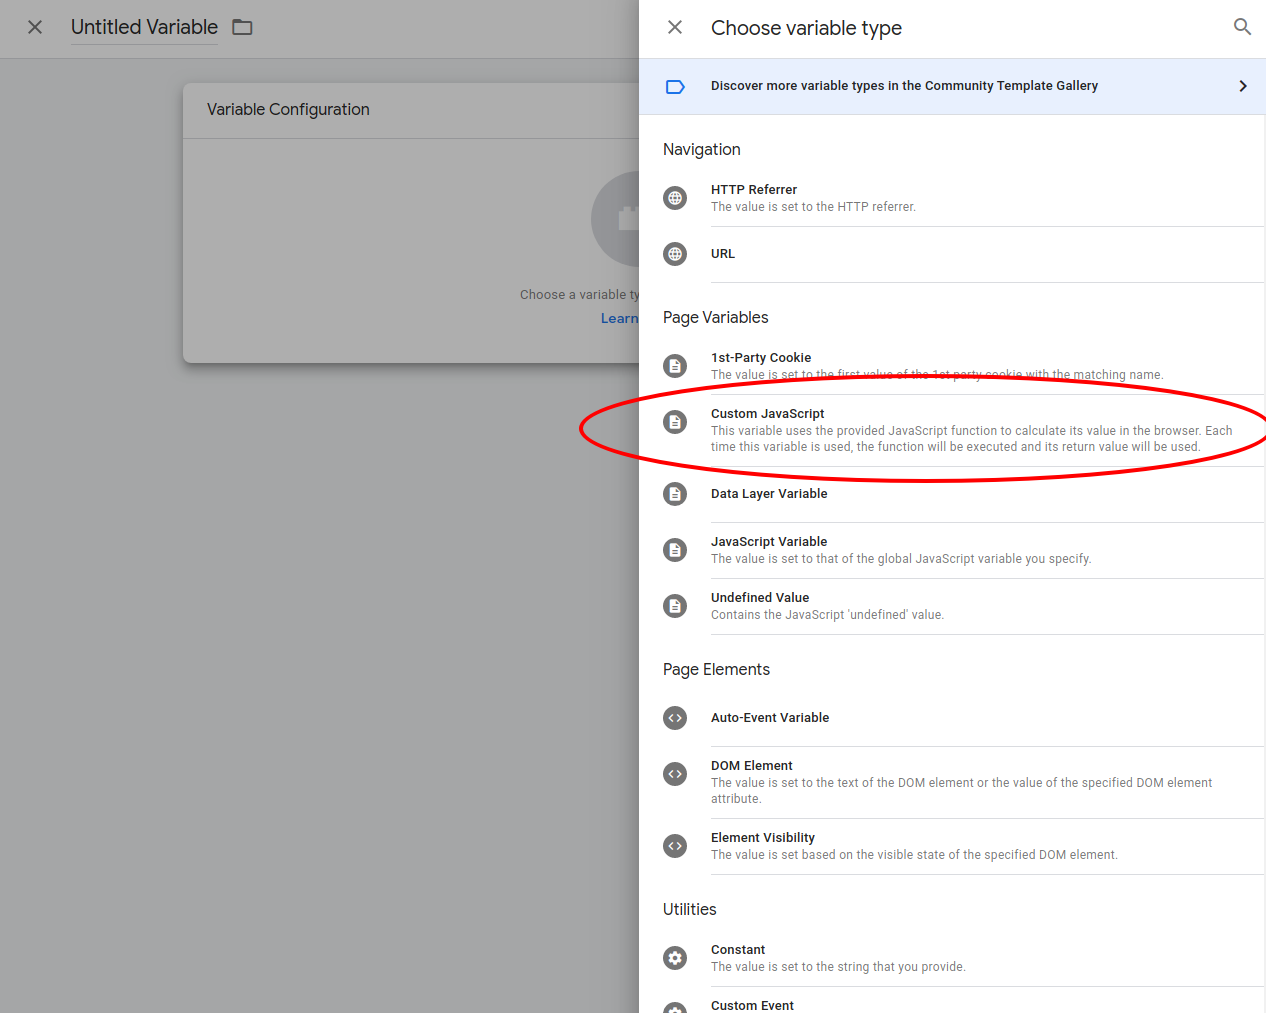 Untitled Variable
Variable Configuration
Choose a variable ty
Learn
Choose variable type
Discover more variable types in the Community Template Gallery
Navigation
HTTP Referrer
The value is set to the HTTP referrer.
URL
Page Variables
1st-Party Cookie
The value is set to the first value of the 1st party cookie with the matching name.
Custom JavaScript
This variable uses the provided JavaScript function to calculate its value in the browser. Each
time this variable is used, the function will be executed and its return value will be used.
Data Layer Variable
JavaScript Variable
The value is set to that of the global JavaScript variable you specify.
Undefined Value
Contains the JavaScript 'undefined' value.
Page Elements
Auto-Event Variable
DOM Element
The value is set to the text of the DOM element or the value of the specified DOM element
attribute.
Element Visibility
The value is set based on the visible state of the specified DOM element.
Utilities
Constant
The value is set to the string that you provide.
Custom Event